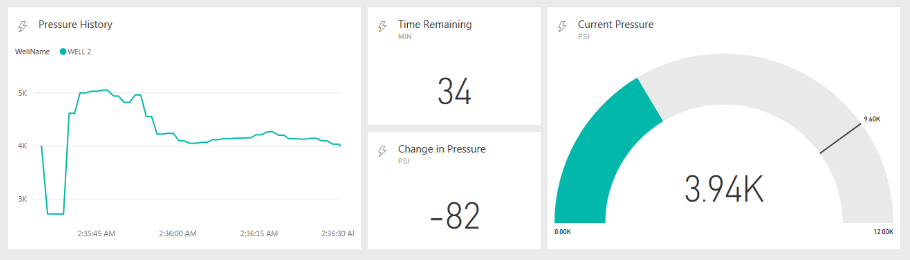 Pressure History
WellName WELL 2
5K
4K
3K
2:35:45 AM 2:36:00 AM 2:36:15 AM 2:36:30 AM
Time Remaining
MIN
34
Change in Pressure
PSI
-82
Current Pressure
PSI
9.60K
3.94K
0.00K 12.00K